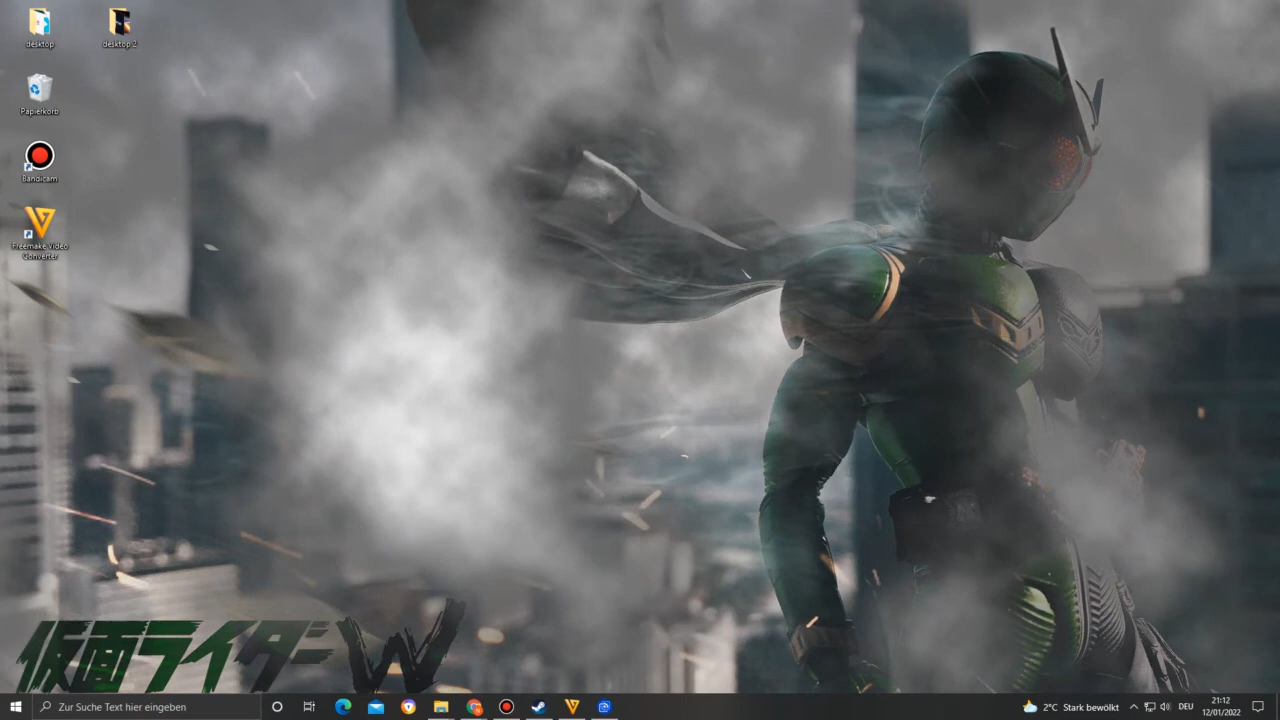 desktop
desktop 2
Papierkorb
Bandicam
Freemake Video
Converter
仮面ライダーW
Zur Suche Text hier eingeben
2°C Stark bewölkt
DEU
21:12
12/01/2022